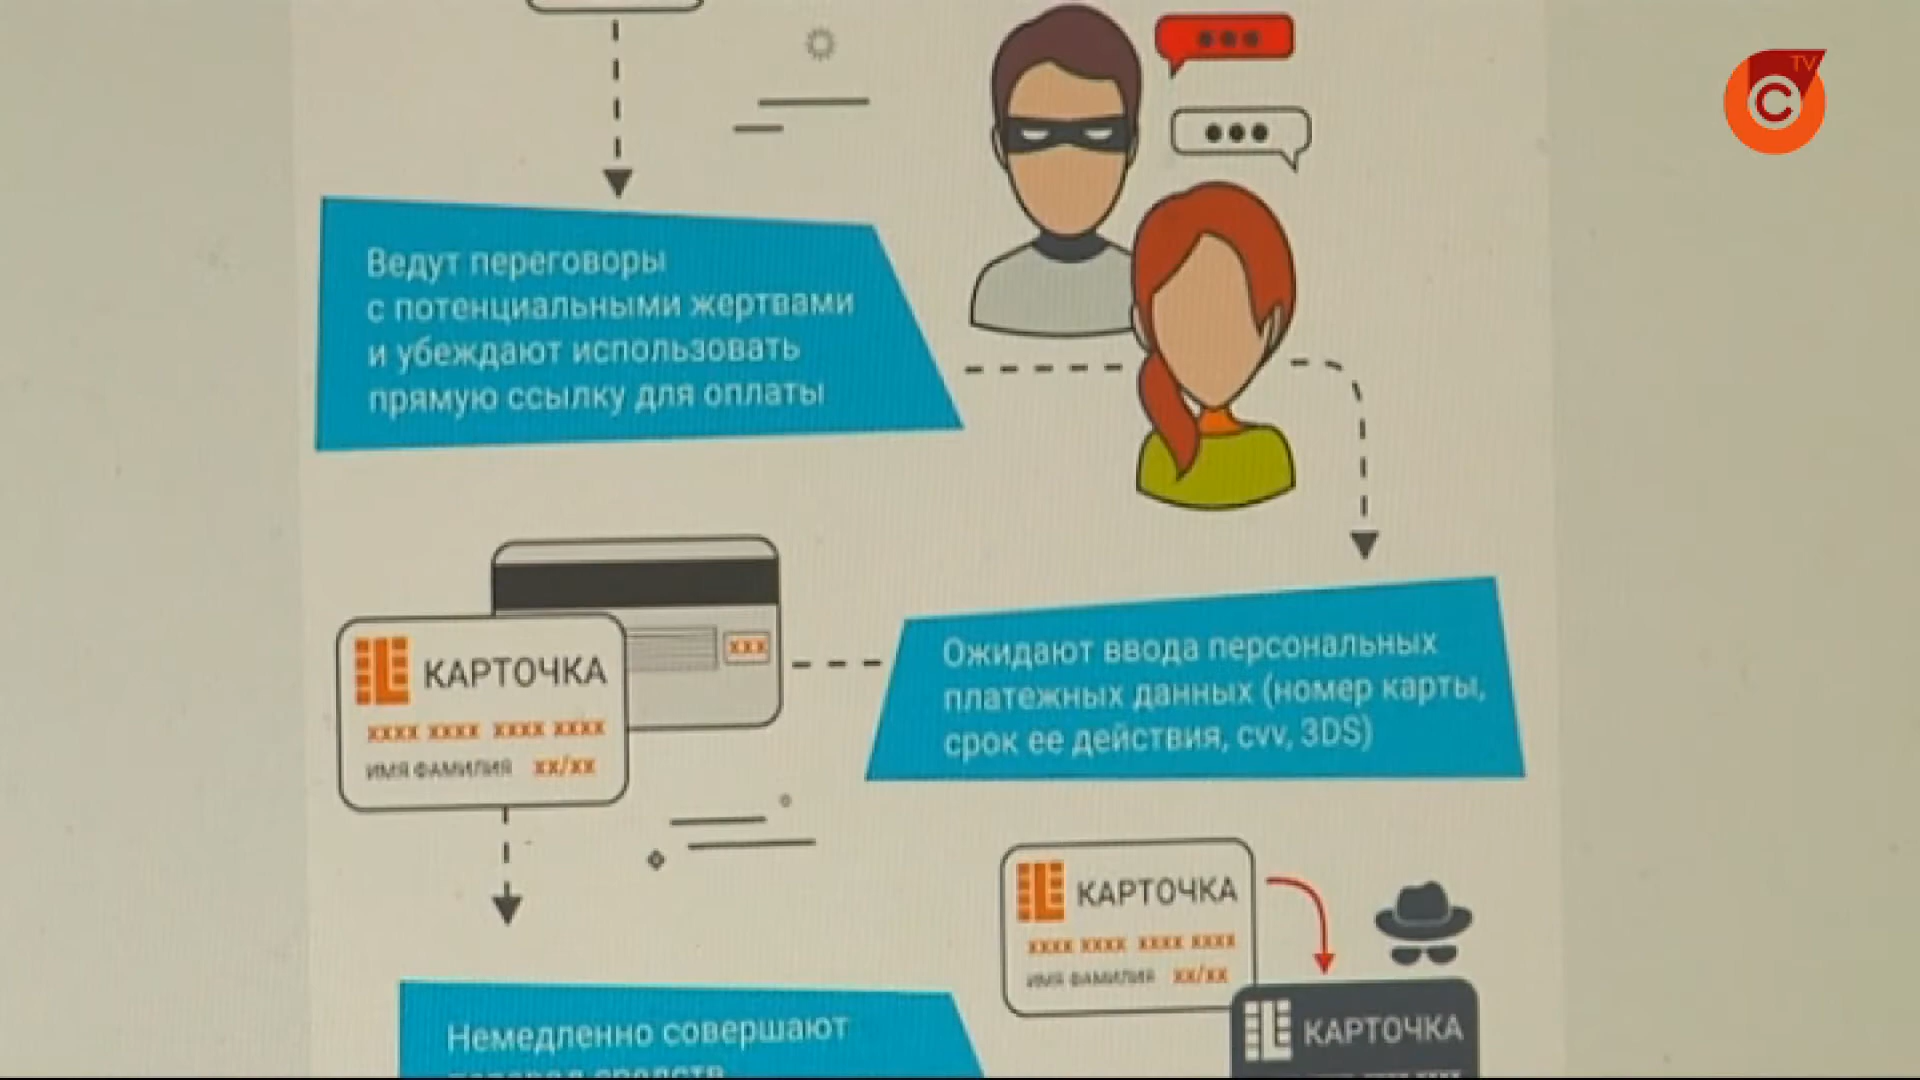 TV
C
Ведут переговоры
с потенциальными жертвами
и убеждают использовать
прямую ссылку для оплаты
КАРТОЧКА
xxxx xxxx xxxx xxxx
ИМЯ ФАМИЛИЯ xx/xx
xxx
Ожидают ввода персональных
платежных данных (номер карты,
срок ее действия, cvv, 3DS)
КАРТОЧКА
xxxx xxxx xxxx xxxx
ИМЯ ФАМИЛИЯ xx/xx
КАРТОЧКА
Немедленно совершают